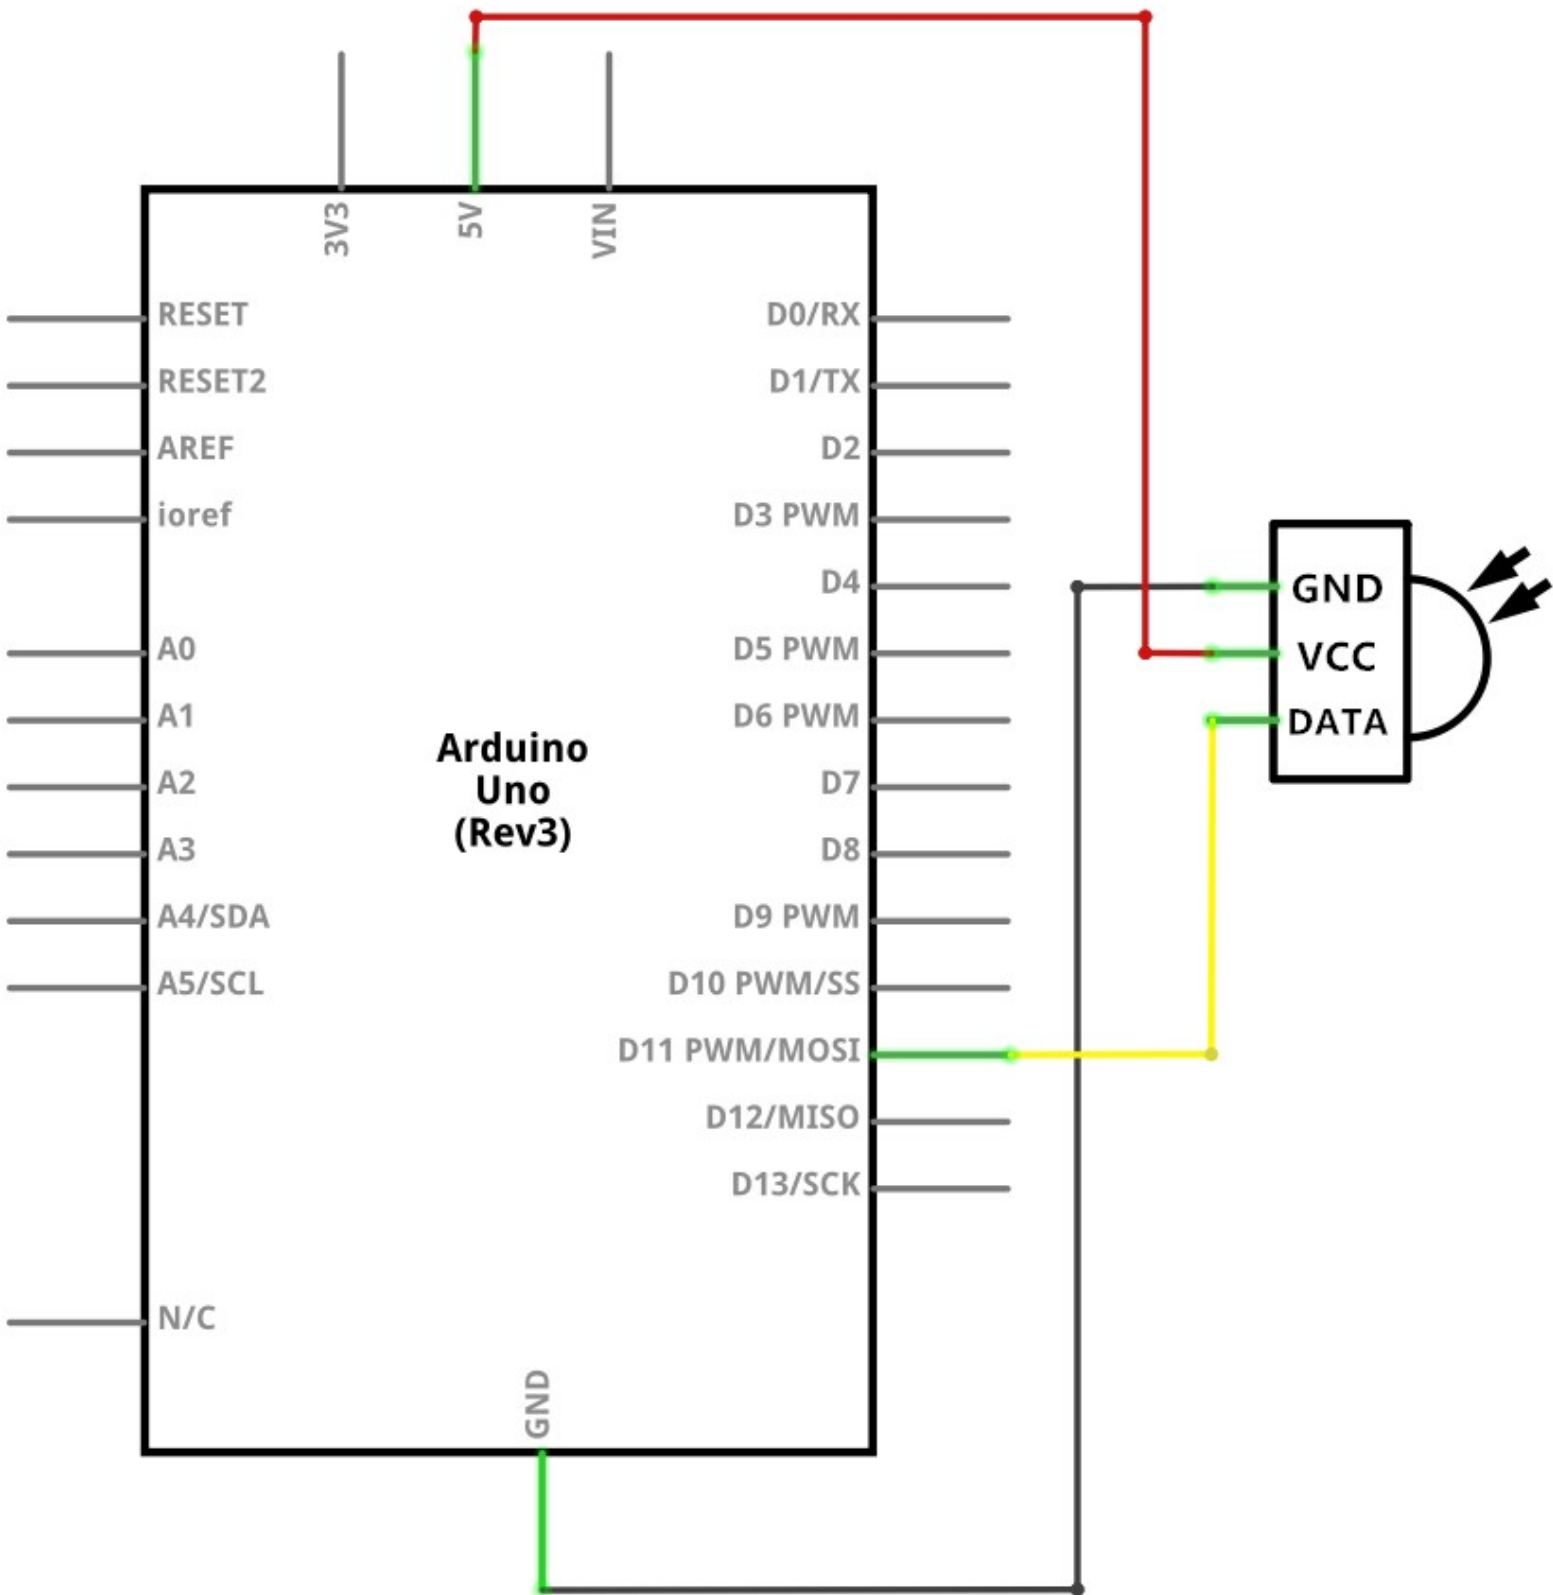 3V3
5V
VIN
RESET
D0/RX
RESET2
D1/TX
AREF
D2
ioref
D3 PWM
D4
GND
A0
D5 PWM
VCC
A1
D6 PWM
DATA
Arduino
Uno
(Rev3)
A2
D7
A3
D8
A4/SDA
D9 PWM
A5/SCL
D10 PWM/SS
D11 PWM/MOSI
D12/MISO
D13/SCK
N/C
GND